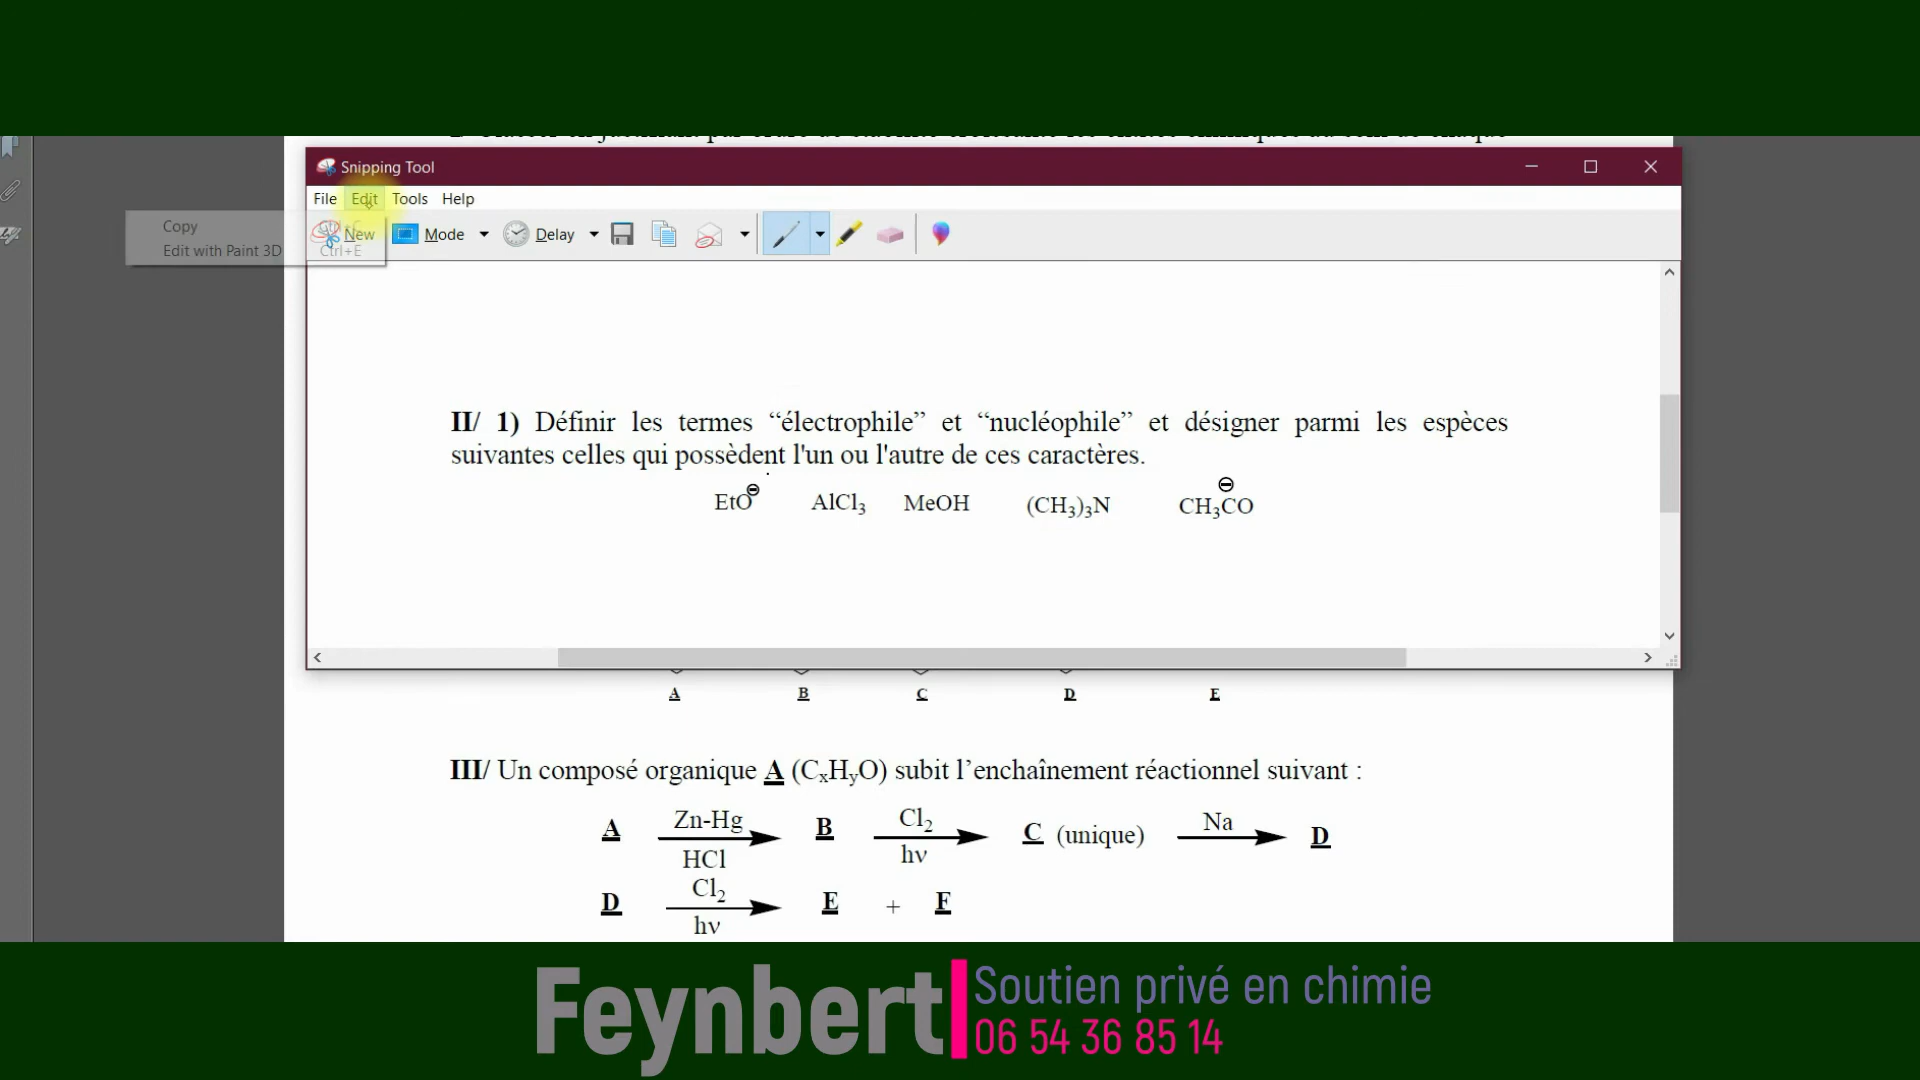 Snipping Tool
File Edit Tools Help
New Mode Delay
Copy
Edit with Paint 3D Ctrl+E
II/ 1) Définir les termes “électrophile” et “nucléophile” et désigner parmi les espèces
suivantes celles qui possèdent l'un ou l'autre de ces caractères.
EtO⊖ AlCl₃ MeOH (CH₃)₃N CH₃CO⊖
A B C D E
III/ Un composé organique A (CₓHᵧO) subit l’enchaînement réactionnel suivant :
A Zn-Hg HCl B Cl₂ hν C (unique) Na D
D Cl₂ hν E + F
Feynbert
Soutien privé en chimie
06 54 36 85 14